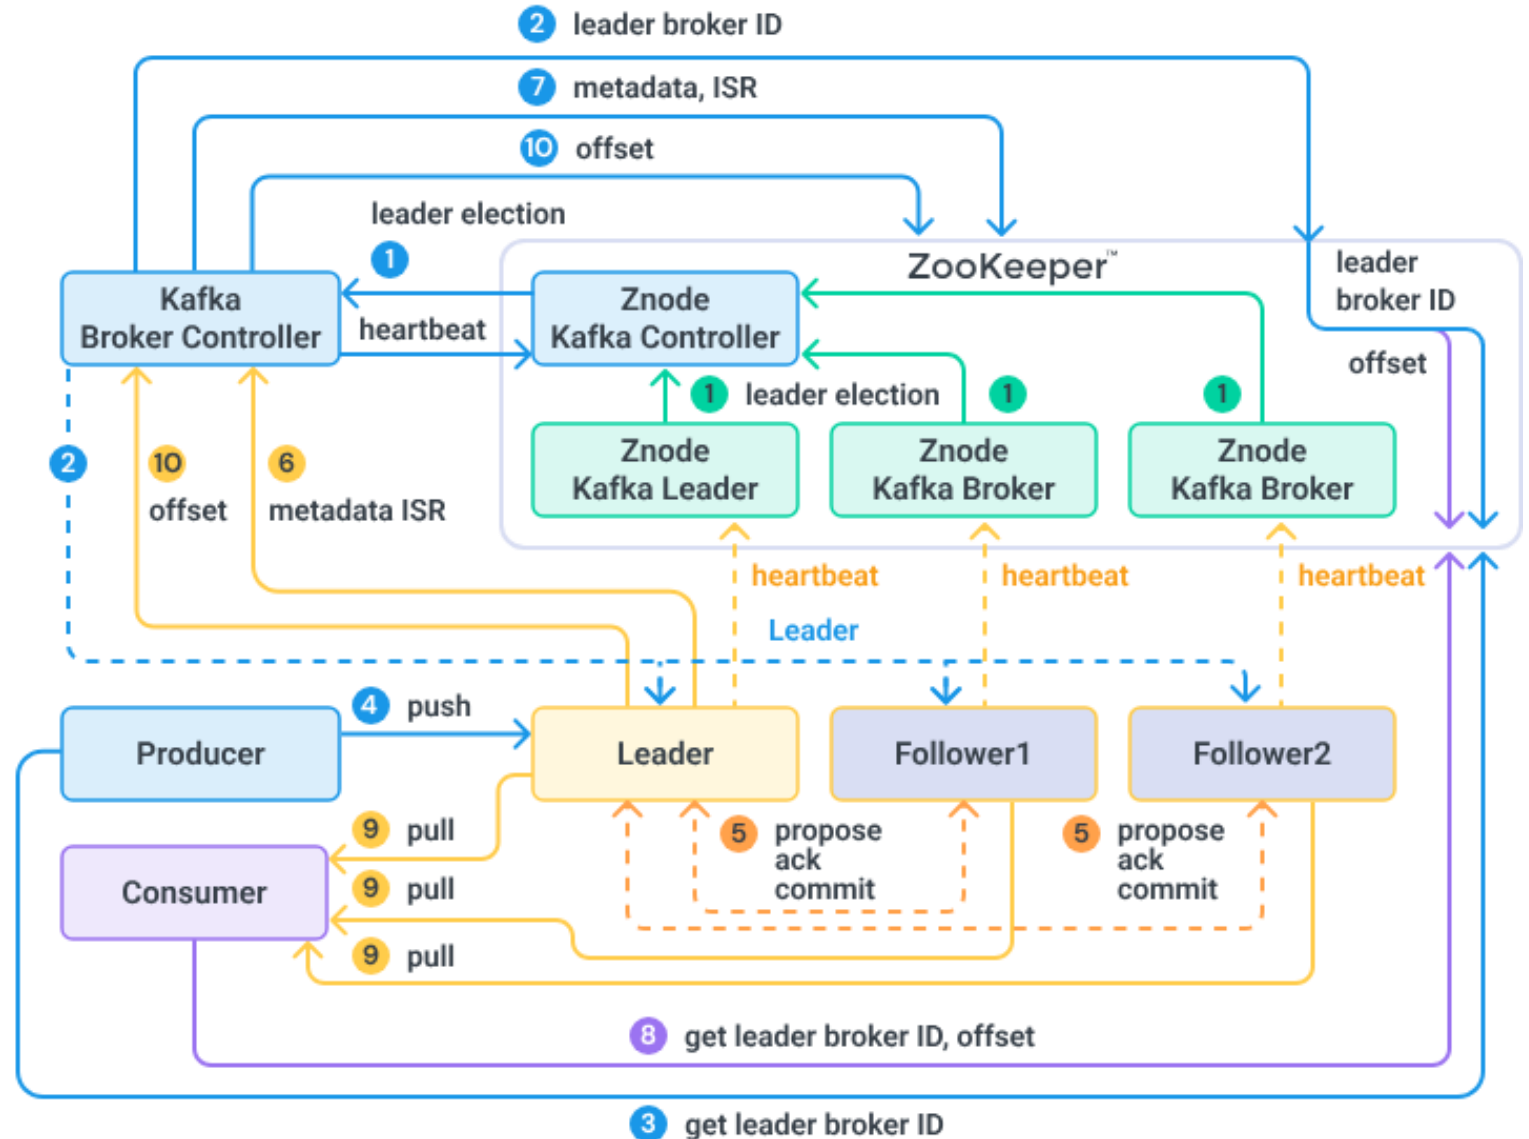 2 leader broker ID
7 metadata, ISR
10 offset
leader election
1
ZooKeeper™
leader
broker ID
Kafka
Broker Controller
Znode
Kafka Controller
heartbeat
offset
1 leader election
1
1
2
10
offset
6
metadata ISR
Znode
Kafka Leader
Znode
Kafka Broker
Znode
Kafka Broker
heartbeat
heartbeat
heartbeat
Leader
4 push
Producer
Leader
Follower1
Follower2
9 pull
5 propose
ack
commit
5 propose
ack
commit
Consumer
9 pull
9 pull
8 get leader broker ID, offset
3 get leader broker ID